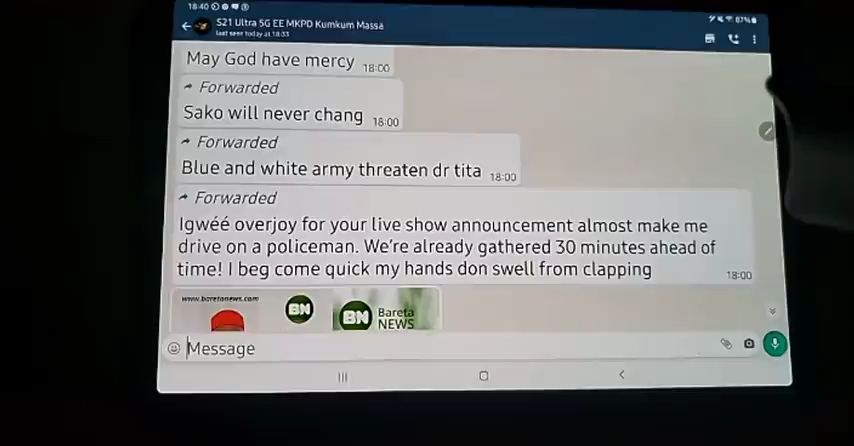 18:40
87%
S21 Ultra 5G EE MKPD Kumkum Massa
last seen today at 18:33
May God have mercy 18:00
Forwarded
Sako will never chang 18:00
Forwarded
Blue and white army threaten dr tita 18:00
Forwarded
Igwéé overjoy for your live show announcement almost make me
drive on a policeman. We're already gathered 30 minutes ahead of
time! I beg come quick my hands don swell from clapping 18:00
www.baretanews.com
BN
BN Bareta
NEWS
Message